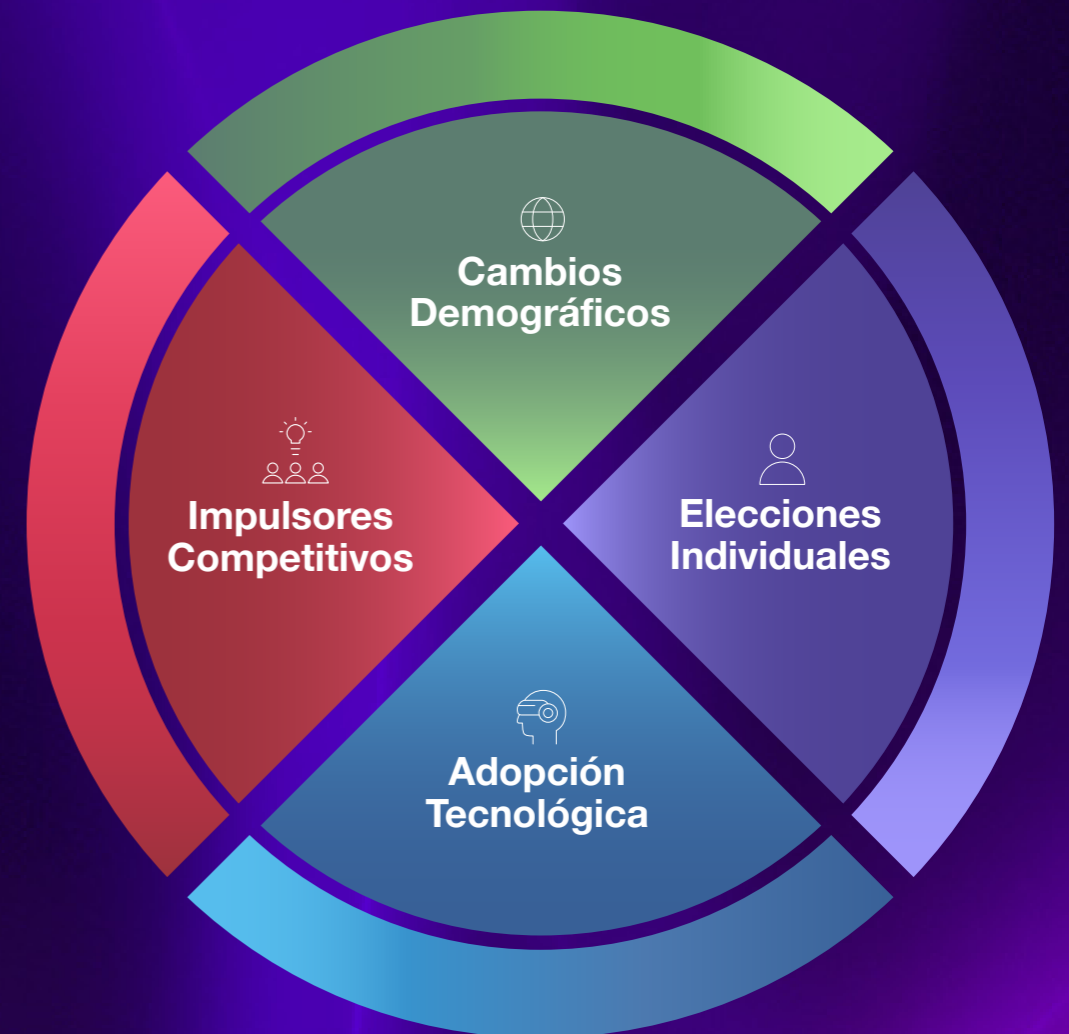 Cambios
Demográficos
Impulsores
Competitivos
Elecciones
Individuales
Adopción
Tecnológica